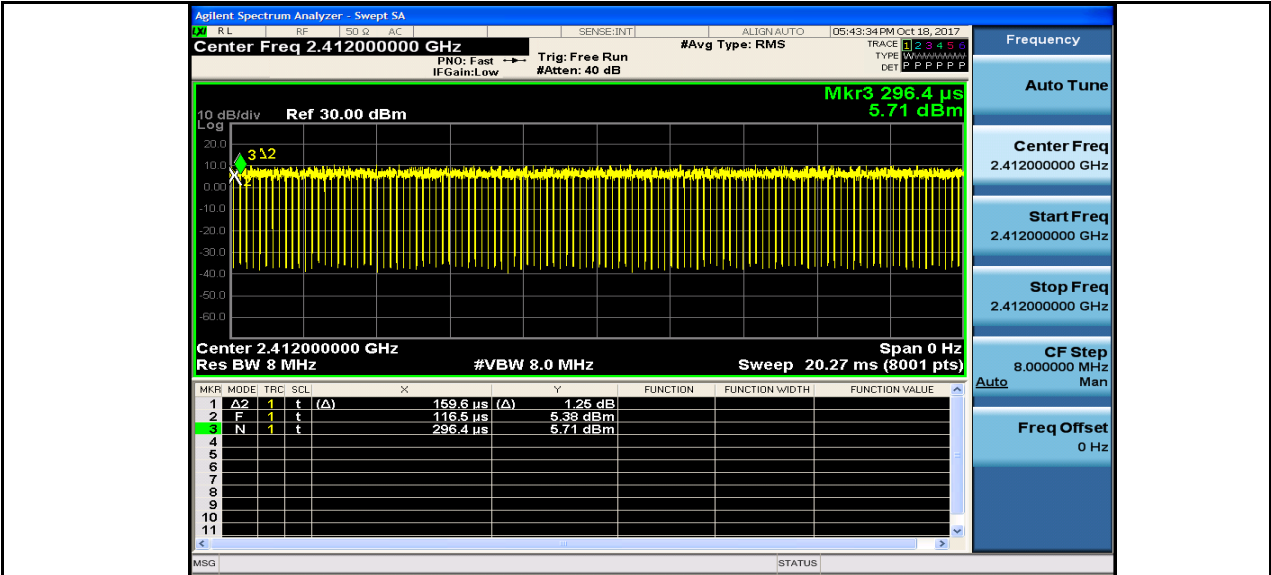 Agilent Spectrum Analyzer - Swept SA
LXI RL RF 50 Ω AC SENSE:INT ALIGN AUTO 05:43:34 PM Oct 18, 2017
Center Freq 2.412000000 GHz
PNO: Fast
IFGain:Low
Trig: Free Run
#Atten: 40 dB
#Avg Type: RMS
TRACE 1 2 3 4 5 6
TYPE
DET P P P P P P
Mkr3 296.4 µs
5.71 dBm
10 dB/div Ref 30.00 dBm
Log
20.0
10.0
0.00
-10.0
-20.0
-30.0
-40.0
-50.0
-60.0
3 Δ2
2
Center 2.412000000 GHz Span 0 Hz
Res BW 8 MHz #VBW 8.0 MHz Sweep 20.27 ms (8001 pts)
MKR MODE TRC SCL X Y FUNCTION FUNCTION WIDTH FUNCTION VALUE
1 Δ2 1 t (Δ) 159.6 µs (Δ) 1.25 dB
2 F 1 t 116.5 µs 5.38 dBm
3 N 1 t 296.4 µs 5.71 dBm
4
5
6
7
8
9
10
11
MSG STATUS
Frequency
Auto Tune
Center Freq
2.412000000 GHz
Start Freq
2.412000000 GHz
Stop Freq
2.412000000 GHz
CF Step
8.000000 MHz
Auto Man
Freq Offset
0 Hz